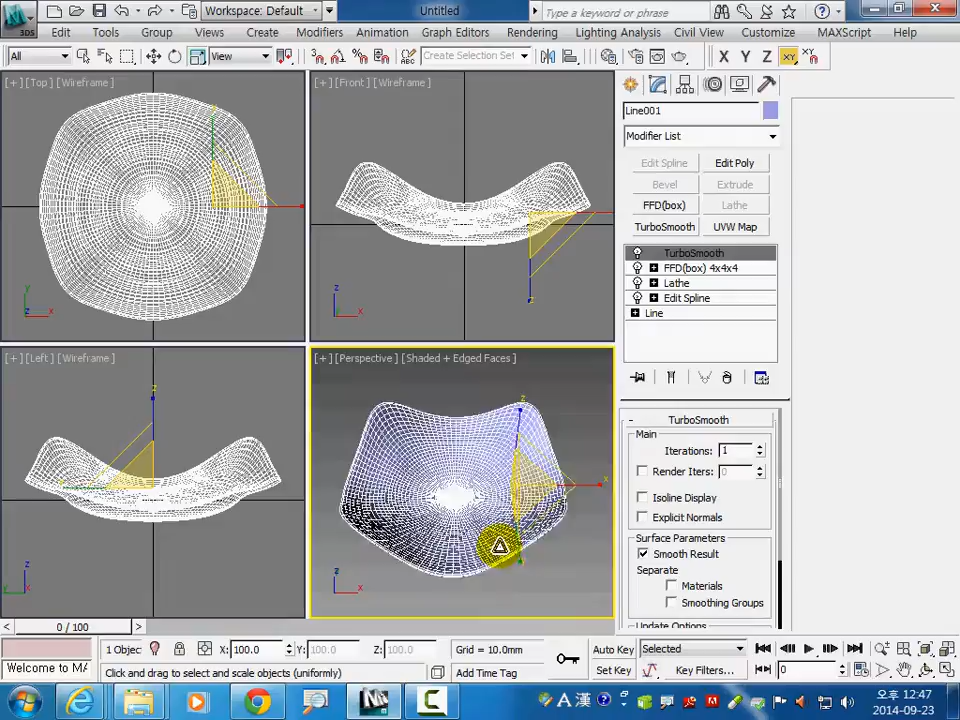 3DS Workspace: Default Untitled Type a keyword or phrase
Edit Tools Group Views Create Modifiers Animation Graph Editors Rendering Lighting Analysis Civil View Customize MAXScript Help
All View Create Selection Set X Y Z XY XY
[+] [Top] [Wireframe]
[+] [Front] [Wireframe]
Line001
Modifier List
Edit Spline Edit Poly
Bevel Extrude
FFD(box) Lathe
TurboSmooth UVW Map
TurboSmooth
FFD(box) 4x4x4
Lathe
Edit Spline
Line
[+] [Left] [Wireframe]
[+] [Perspective] [Shaded + Edged Faces]
- TurboSmooth
Main
Iterations: 1
Render Iters: 0
Isoline Display
Explicit Normals
Surface Parameters
Smooth Result
Separate
Materials
Smoothing Groups
Update Options
< 0 / 100 >
1 Objec X: 100.0 Y: 100.0 Z: 100.0 Grid = 10.0mm Auto Key Selected
Welcome to MA Click and drag to select and scale objects (uniformly) Add Time Tag Set Key Key Filters... 0
A 漢 오후 12:47
2014-09-23